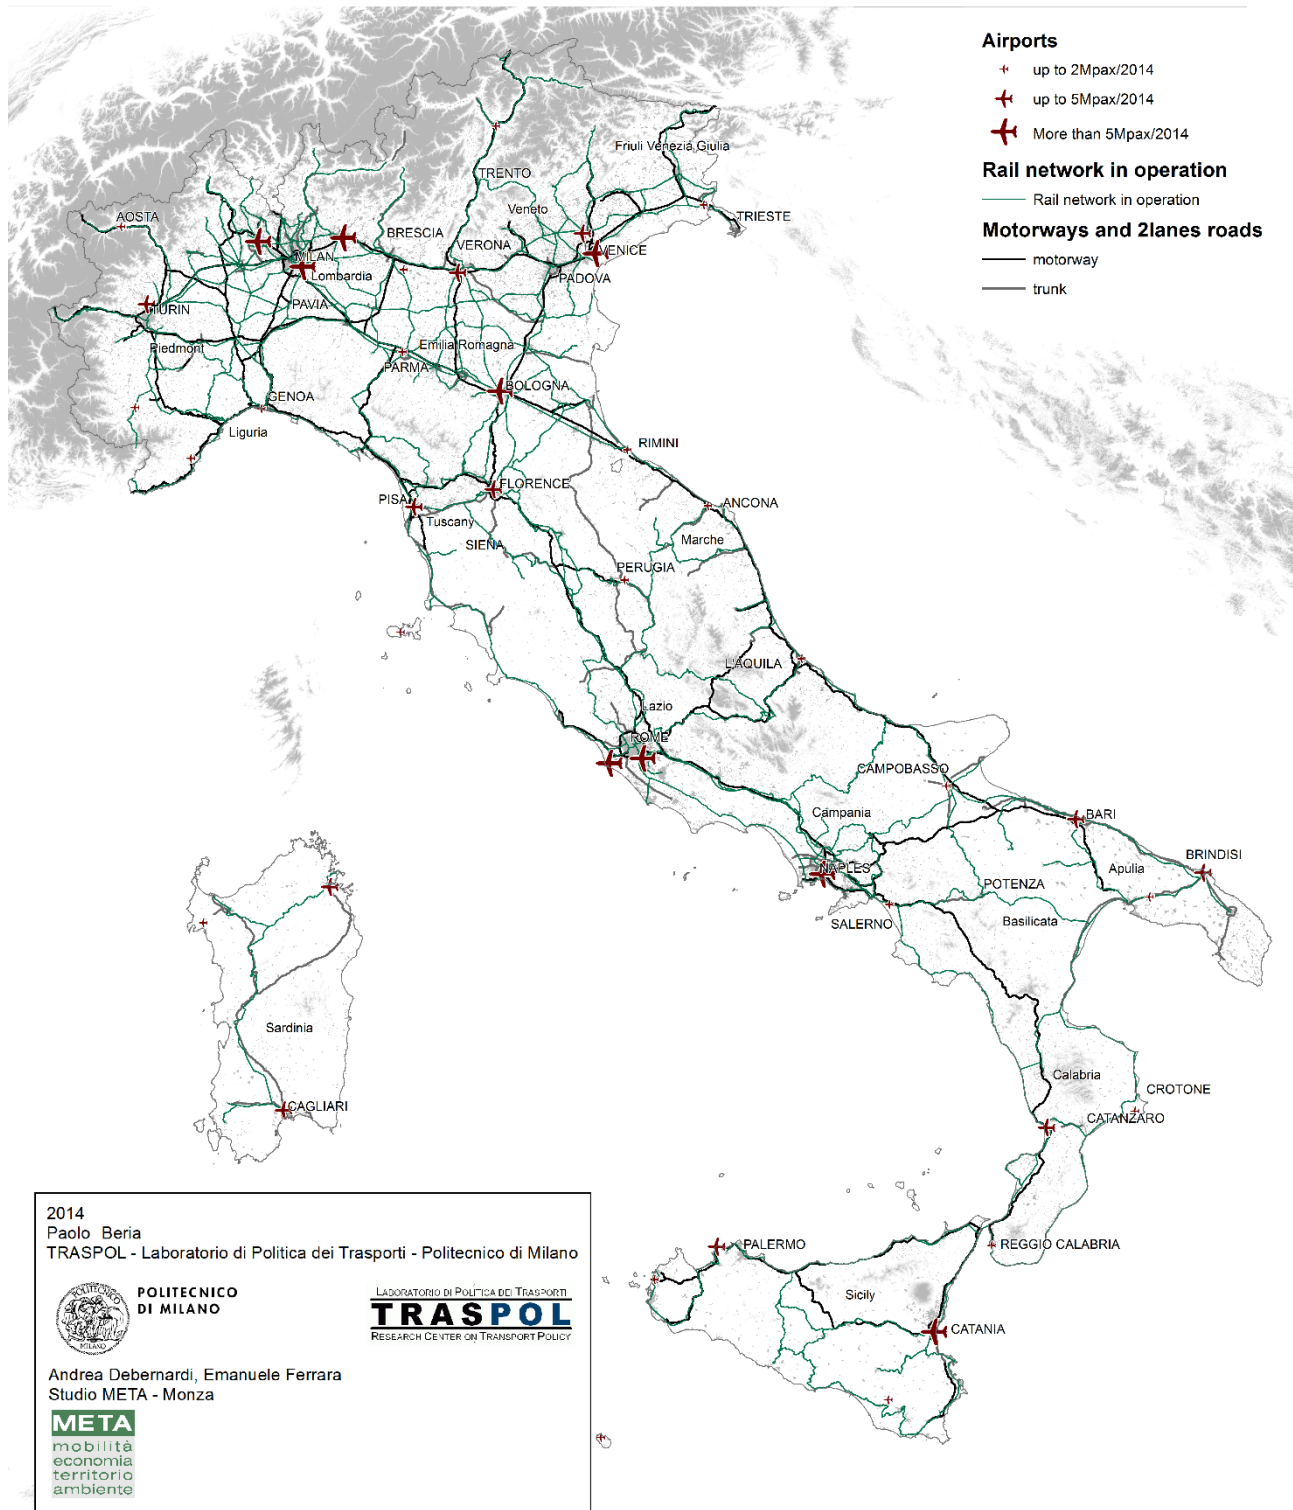 Airports
up to 2Mpax/2014
up to 5Mpax/2014
More than 5Mpax/2014
Rail network in operation
Rail network in operation
Motorways and 2lanes roads
motorway
trunk
Friuli Venezia Giulia
TRENTO
Veneto
TRIESTE
AOSTA
BRESCIA
VERONA
VENICE
MILAN
Lombardia
PADOVA
PAVIA
TURIN
Piedmont
Emilia Romagna
PARMA
BOLOGNA
GENOA
Liguria
RIMINI
FLORENCE
PISA
Tuscany
ANCONA
SIENA
Marche
PERUGIA
L'AQUILA
Lazio
ROME
CAMPOBASSO
Campania
BARI
NAPLES
Apulia
BRINDISI
POTENZA
SALERNO
Basilicata
Sardinia
Calabria
CROTONE
CAGLIARI
CATANZARO
PALERMO
REGGIO CALABRIA
Sicily
CATANIA
2014
Paolo Beria
TRASPOL - Laboratorio di Politica dei Trasporti - Politecnico di Milano
POLITECNICO
MILANO
POLITECNICO
DI MILANO
LABORATORIO DI POLITICA DEI TRASPORTI
TRASPOL
RESEARCH CENTER ON TRANSPORT POLICY
Andrea Debernardi, Emanuele Ferrara
Studio META - Monza
META
mobilità
economia
territorio
ambiente